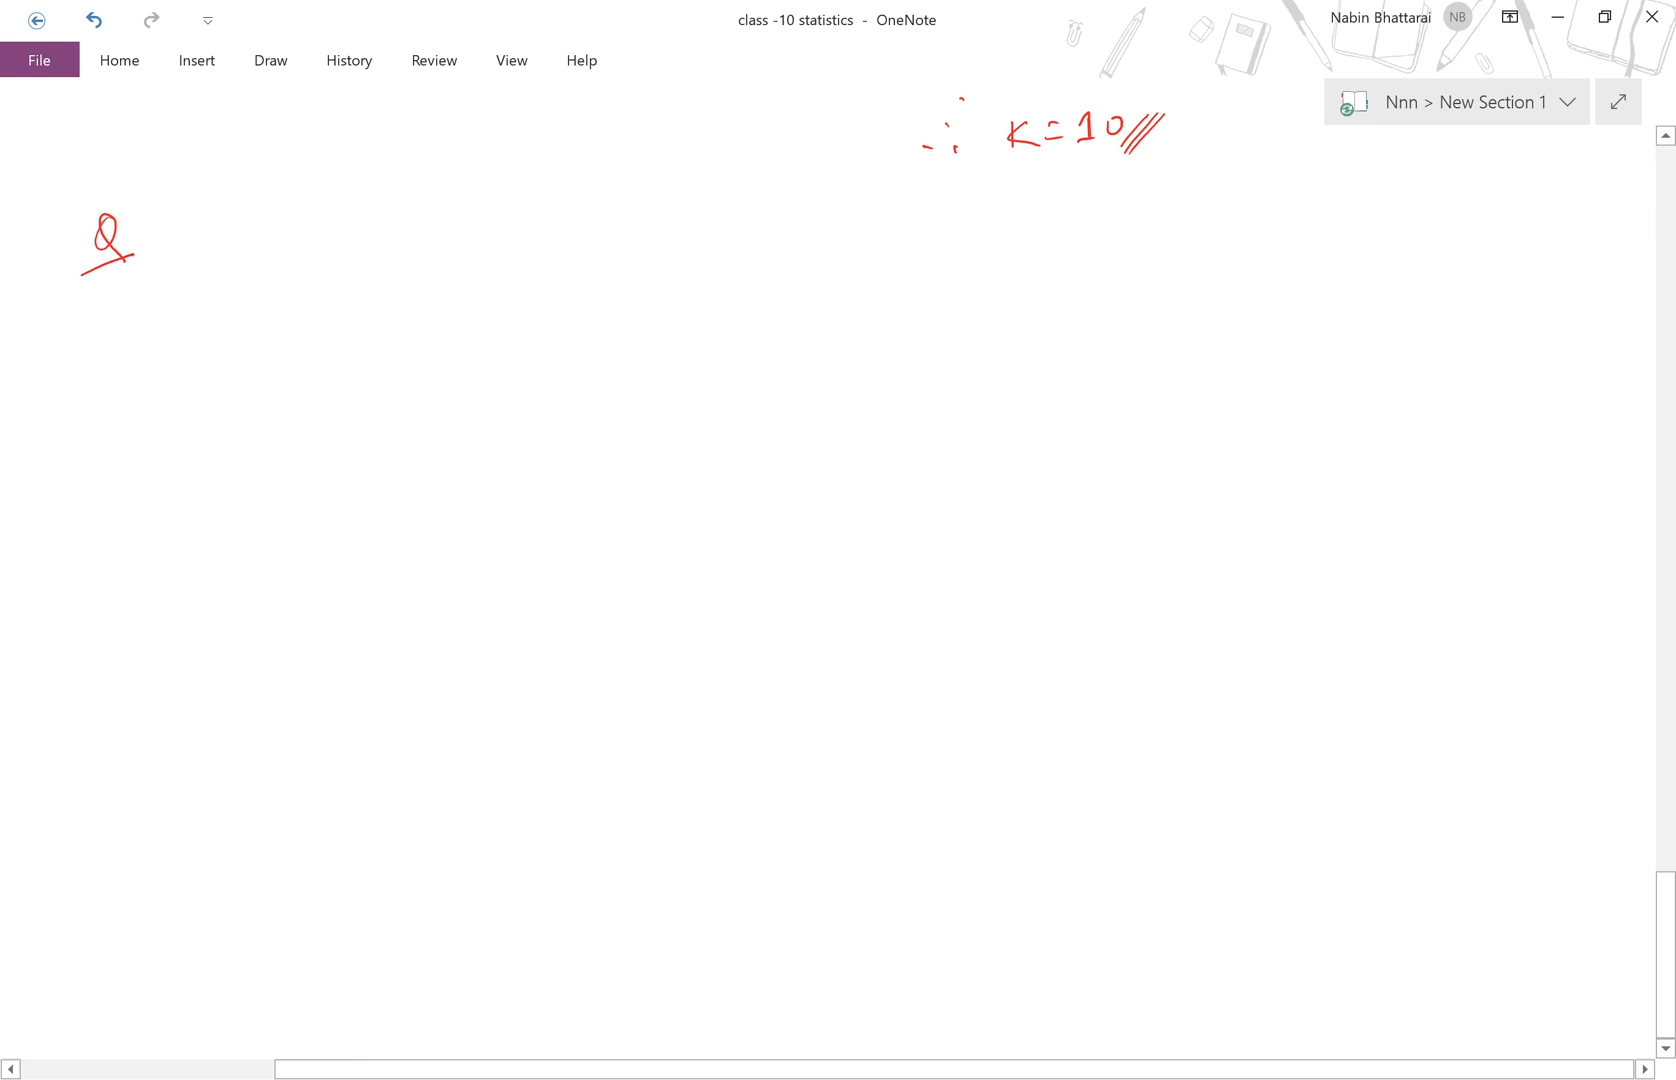 class -10 statistics - OneNote
Nabin Bhattarai NB
File Home Insert Draw History Review View Help
Nnn > New Section 1
∴ K = 10
Q